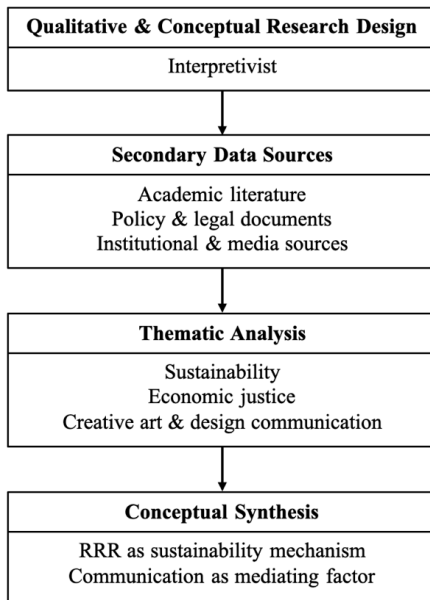 Qualitative & Conceptual Research Design
Interpretivist
Secondary Data Sources
Academic literature
Policy & legal documents
Institutional & media sources
Thematic Analysis
Sustainability
Economic justice
Creative art & design communication
Conceptual Synthesis
RRR as sustainability mechanism
Communication as mediating factor